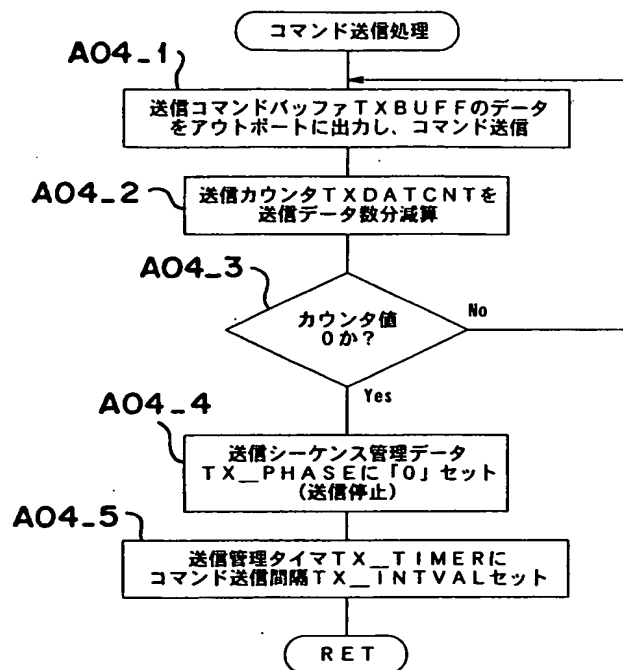 コマンド送信処理
A04_1
送信コマンドバッファTXBUFFのデータ
をアウトポートに出力し、コマンド送信
A04_2
送信カウンタTXDATCNTを
送信データ数分減算
A04_3
カウンタ値
0か?
No
Yes
A04_4
送信シーケンス管理データ
TX_PHASEに「0」セット
(送信停止)
A04_5
送信管理タイマTX_TIMERに
コマンド送信間隔TX_INTVALセット
RET